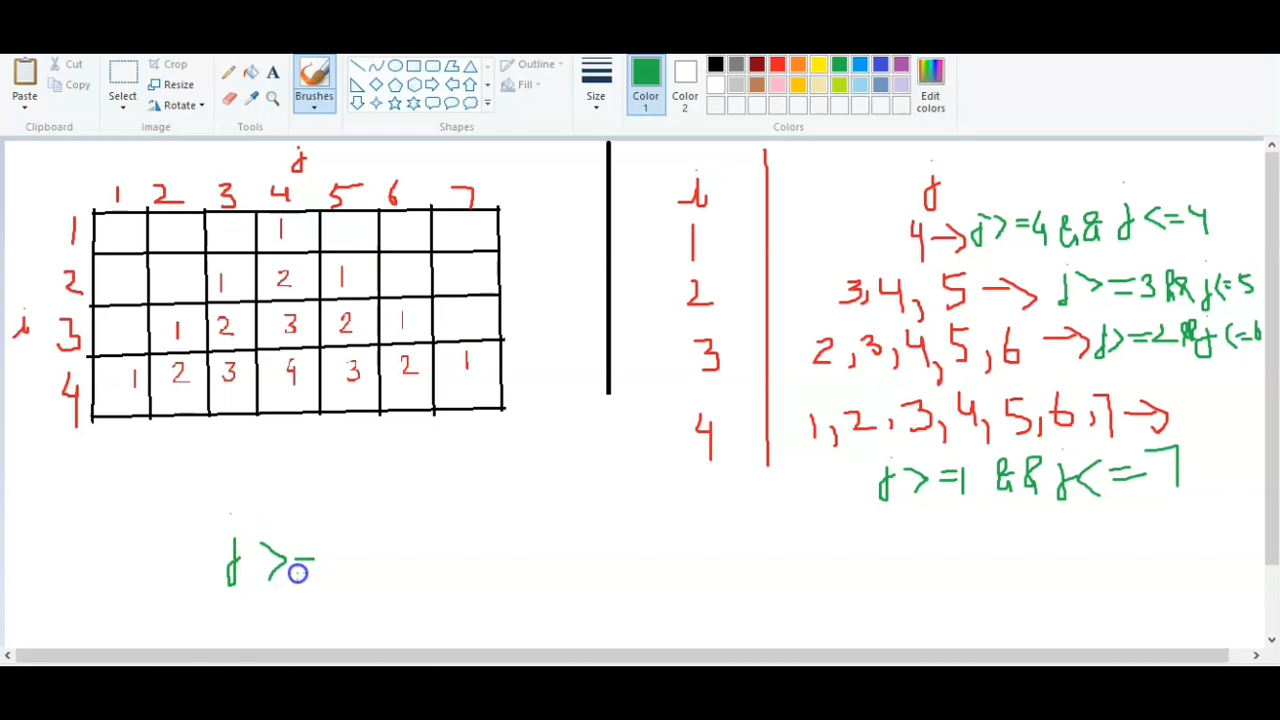 Paste
Cut
Copy
Clipboard
Select
Crop
Resize
Rotate
Image
A
Tools
Brushes
Outline
Fill
Shapes
Size
Color 1
Color 2
Edit colors
Colors
j
1 2 3 4 5 6 7
1 1
2 1 2 1
i 3 1 2 3 2 1
4 1 2 3 4 3 2 1
j >=
i j
1 4 → j >= 4 && j <= 4
2 3, 4, 5 → j >= 3 && j <= 5
3 2, 3, 4, 5, 6 → j >= 2 && j <= 6
4 1, 2, 3, 4, 5, 6, 7 →
j >= 1 && j <= 7